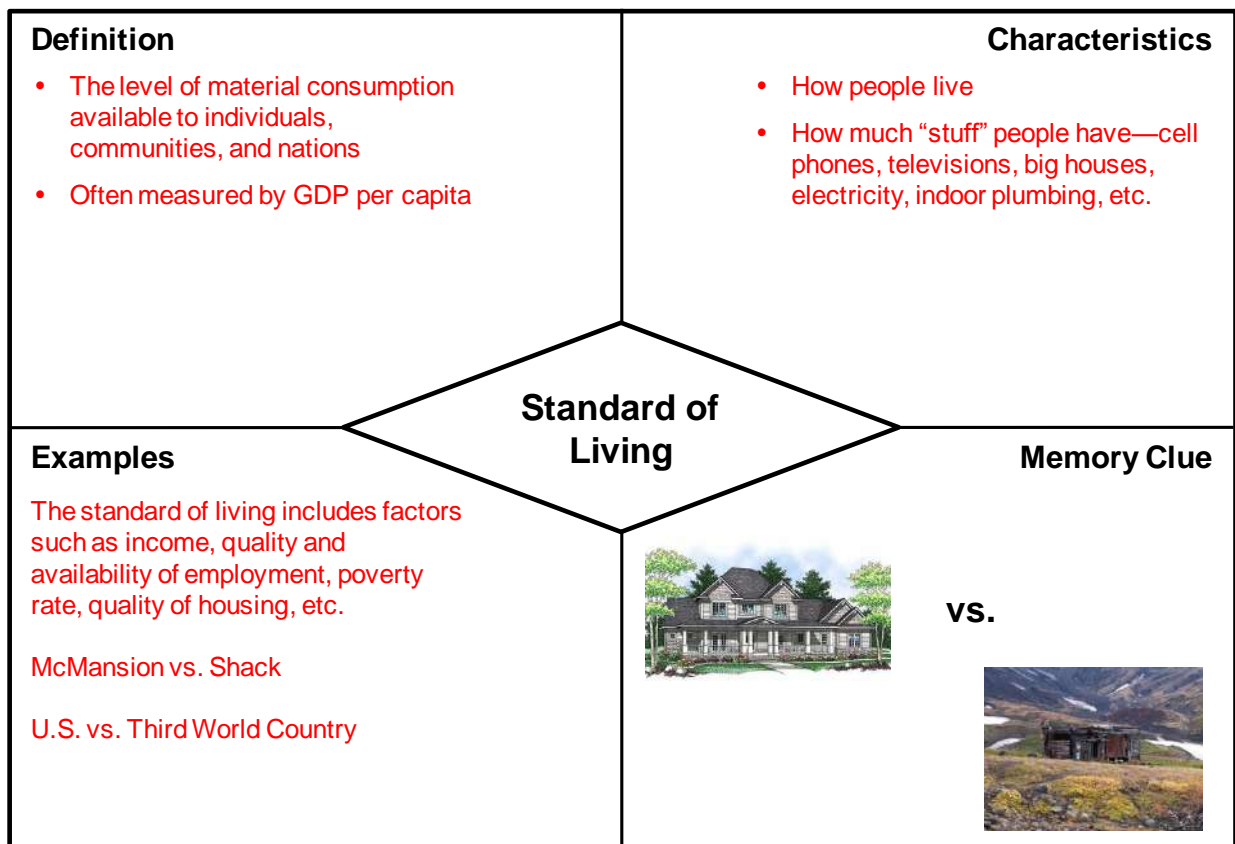 Definition
• The level of material consumption
available to individuals,
communities, and nations
• Often measured by GDP per capita
Characteristics
• How people live
• How much “stuff” people have—cell
phones, televisions, big houses,
electricity, indoor plumbing, etc.
Standard of
Living
Examples
The standard of living includes factors
such as income, quality and
availability of employment, poverty
rate, quality of housing, etc.
McMansion vs. Shack
U.S. vs. Third World Country
Memory Clue
vs.